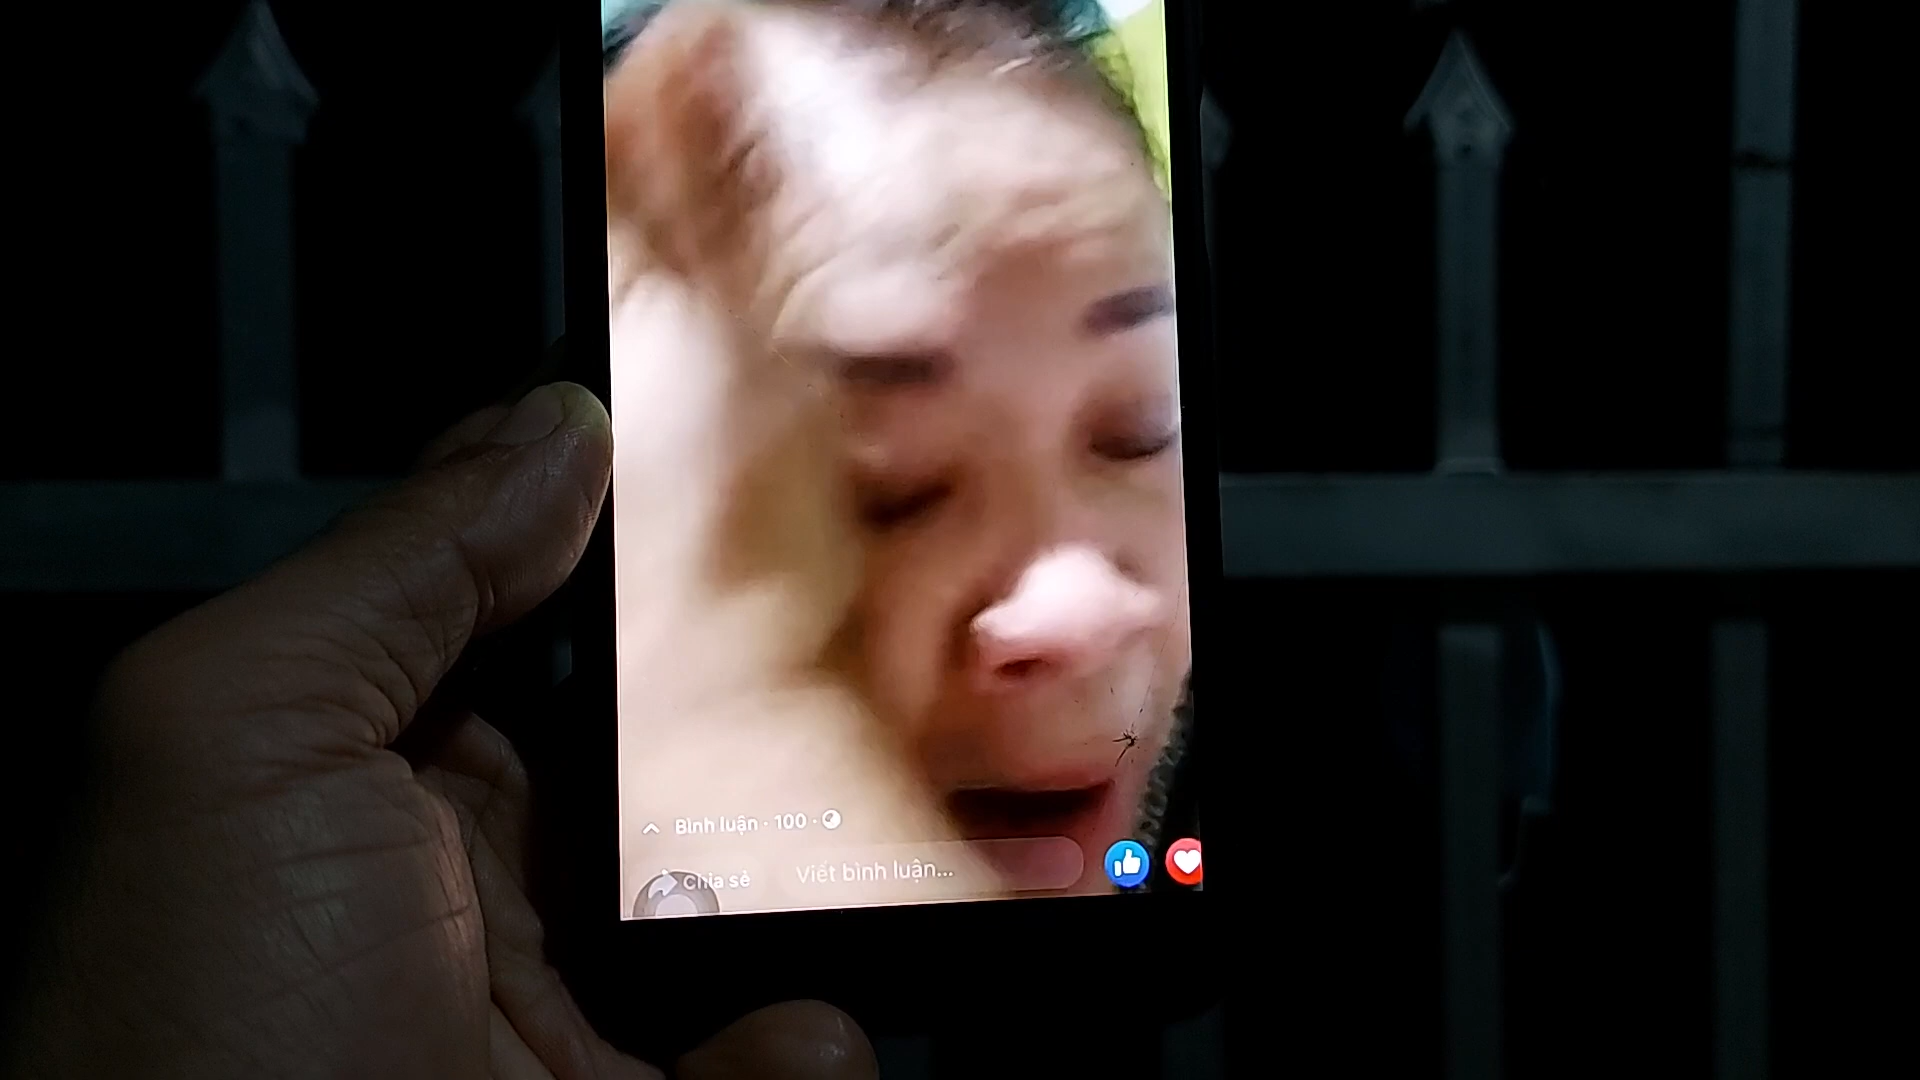 Bình luận · 100 ·
Chia sẻ
Viết bình luận...